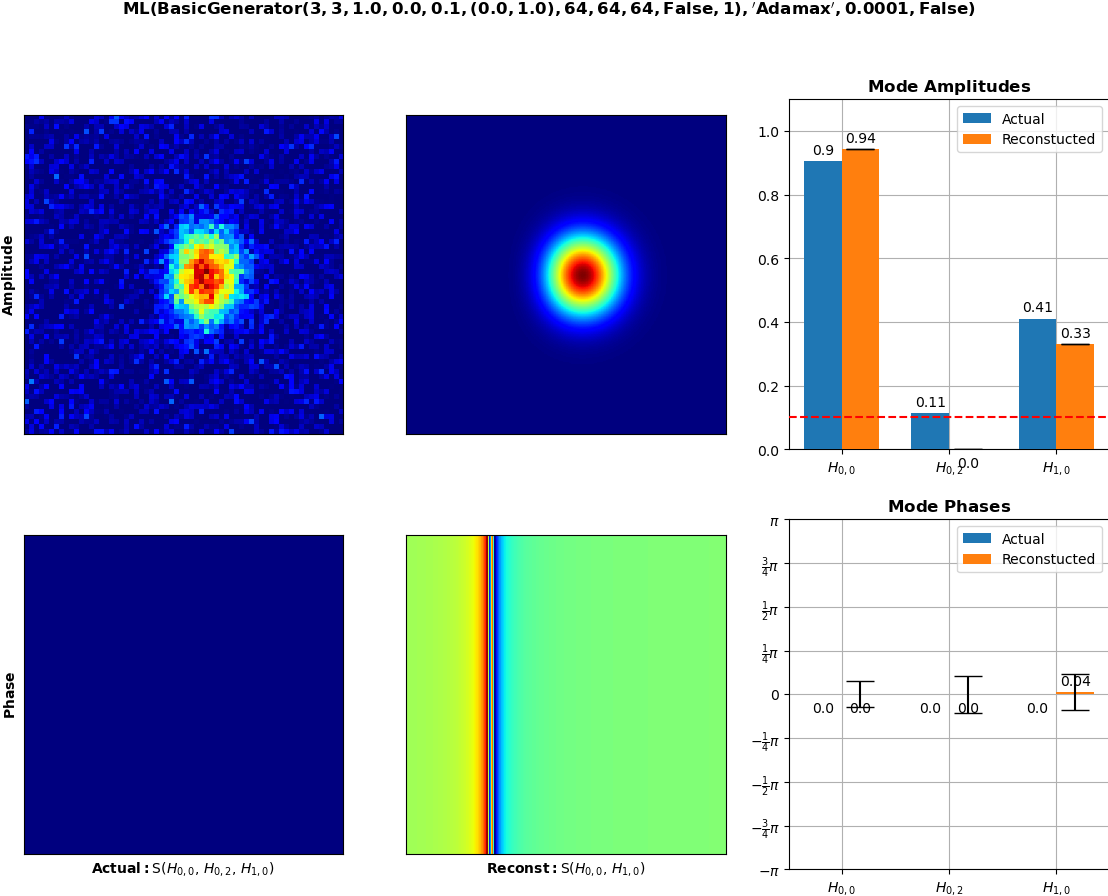 ML(BasicGenerator(3, 3, 1.0, 0.0, 0.1, (0.0, 1.0), 64, 64, 64, False, 1), ′Adamax′, 0.0001, False)
Amplitude
Mode Amplitudes
Actual
Reconstucted
1.0
0.8
0.6
0.4
0.2
0.0
0.9
0.94
0.11
0.0
0.41
0.33
H0,0
H0,2
H1,0
Phase
Actual: S(H0,0, H0,2, H1,0)
Reconst: S(H0,0, H1,0)
Mode Phases
Actual
Reconstucted
π
3/4π
1/2π
1/4π
0
−1/4π
−1/2π
−3/4π
−π
0.0
0.0
0.0
0.0
0.0
0.04
H0,0
H0,2
H1,0